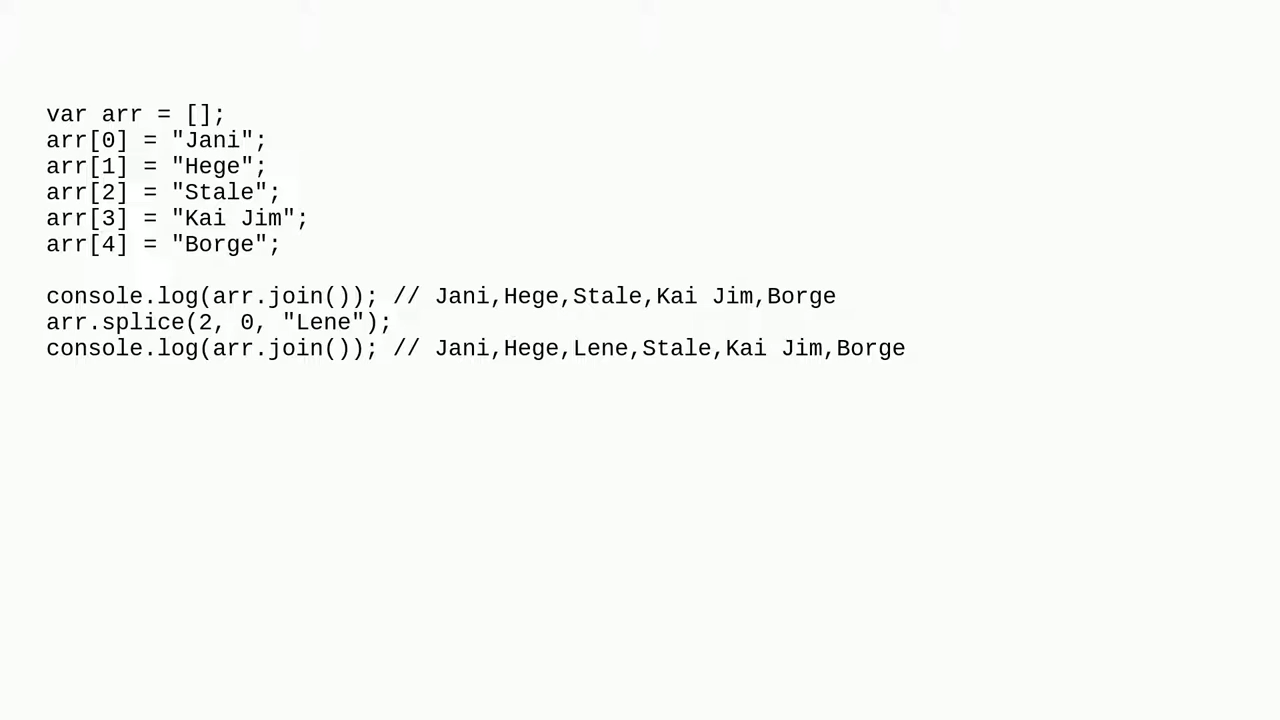 var arr = [];
arr[0] = "Jani";
arr[1] = "Hege";
arr[2] = "Stale";
arr[3] = "Kai Jim";
arr[4] = "Borge";
console.log(arr.join()); // Jani,Hege,Stale,Kai Jim,Borge
arr.splice(2, 0, "Lene");
console.log(arr.join()); // Jani,Hege,Lene,Stale,Kai Jim,Borge